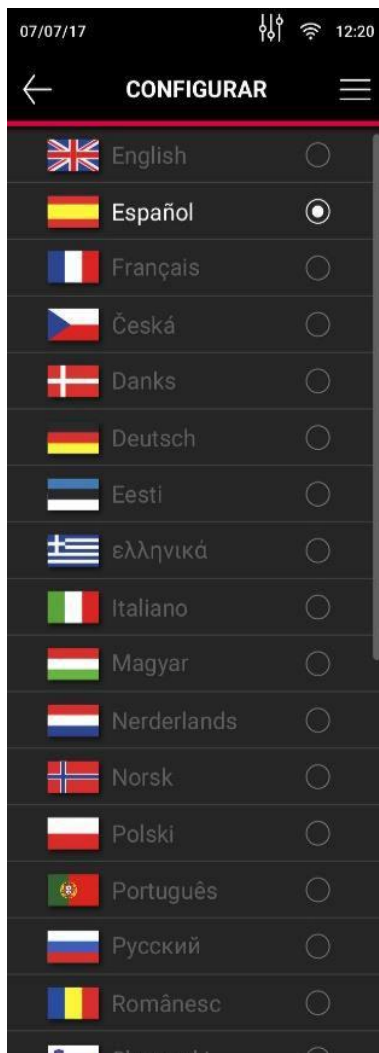 07/07/17 12:20
CONFIGURAR
English
Español
Français
Česká
Danks
Deutsch
Eesti
ελληνικά
Italiano
Magyar
Nerderlands
Norsk
Polski
Português
Русский
Românesc